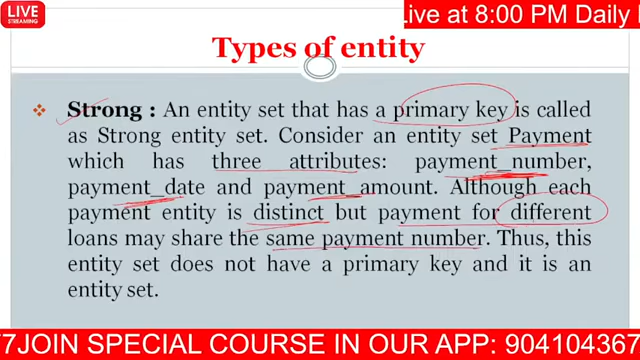 LIVE
STREAMING
Live at 8:00 PM Daily
Types of entity
Strong : An entity set that has a primary key is called
as Strong entity set. Consider an entity set Payment
which has three attributes: payment_number,
payment_date and payment_amount. Although each
payment entity is distinct but payment for different
loans may share the same payment number. Thus, this
entity set does not have a primary key and it is an
entity set.
7JOIN SPECIAL COURSE IN OUR APP: 904104367